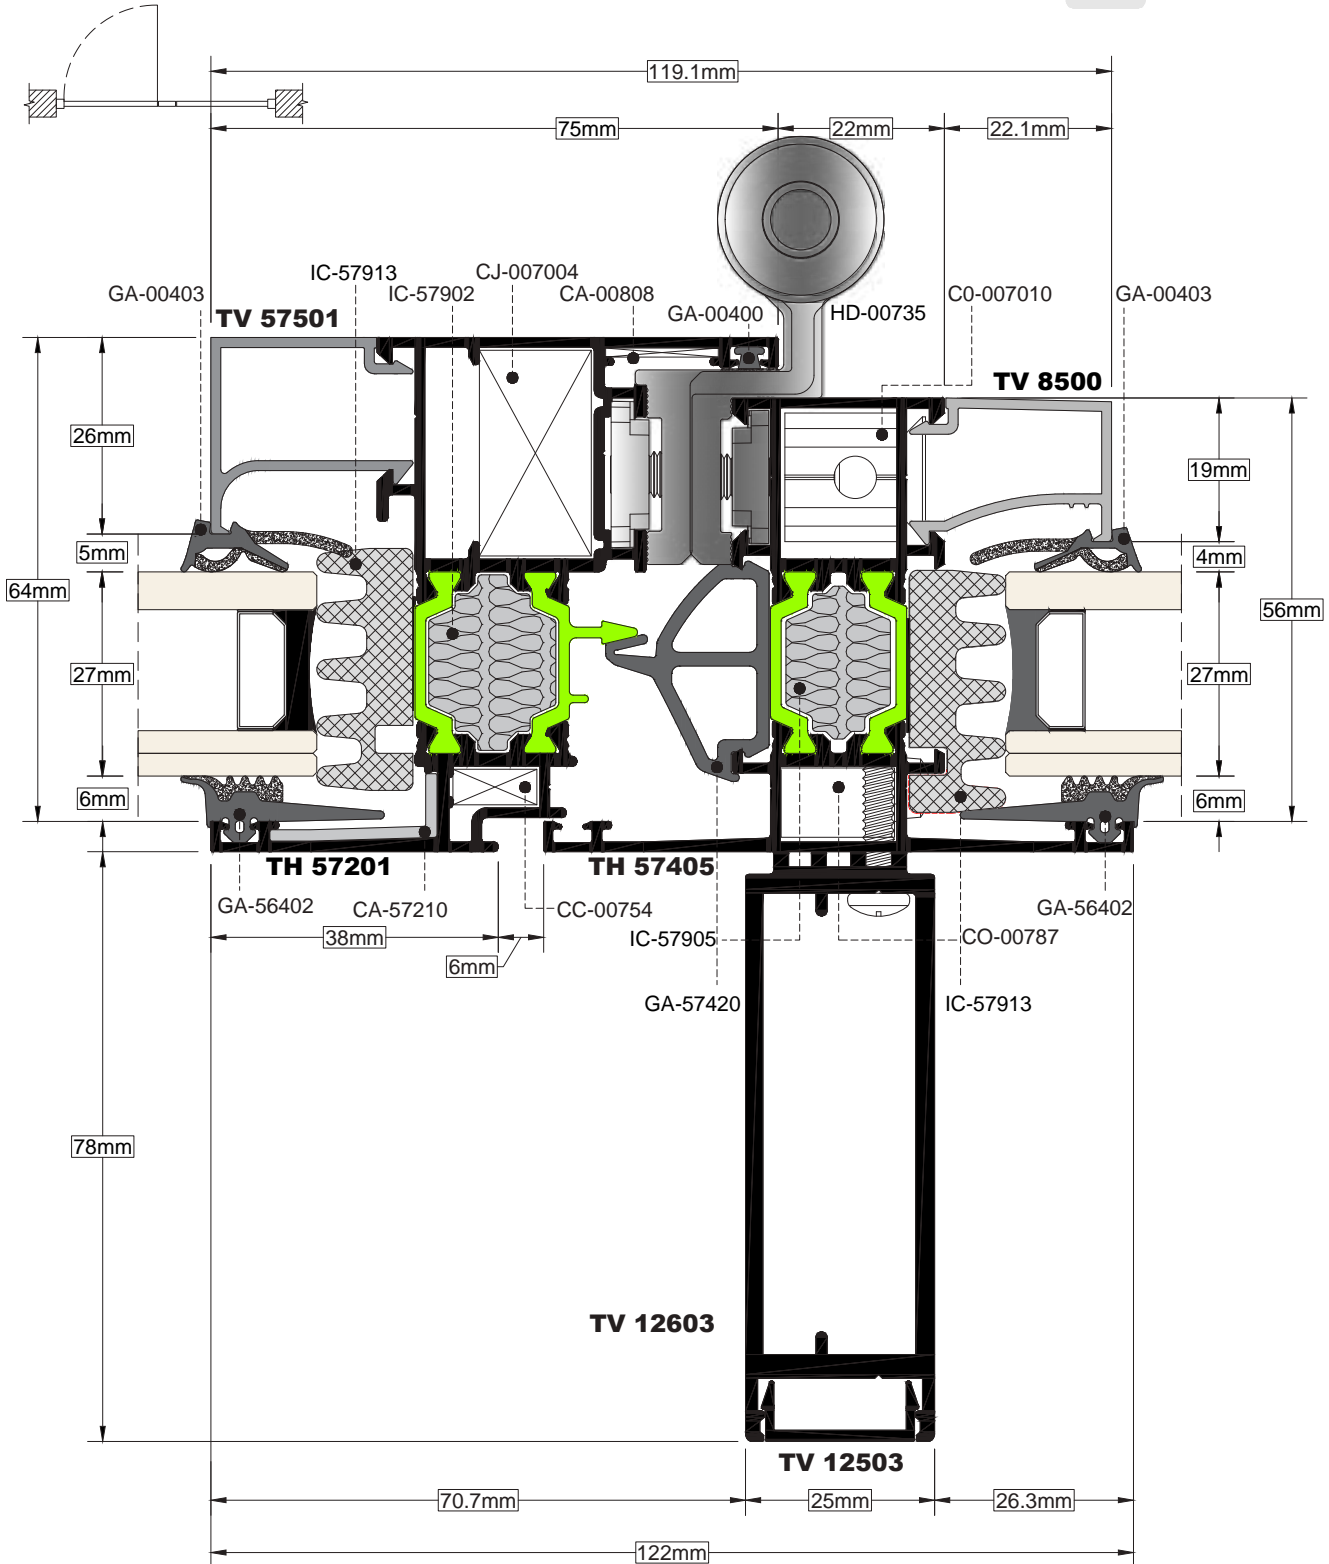 119.1mm
75mm
22mm
22.1mm
IC-57913
CJ-007004
GA-00403
IC-57902
CA-00808
C0-007010
GA-00403
TV 57501
GA-00400
HD-00735
TV 8500
26mm
19mm
5mm
4mm
64mm
56mm
27mm
27mm
6mm
6mm
TH 57201
TH 57405
GA-56402
CA-57210
CC-00754
GA-56402
38mm
IC-57905
CO-00787
6mm
GA-57420
IC-57913
78mm
TV 12603
TV 12503
70.7mm
25mm
26.3mm
122mm